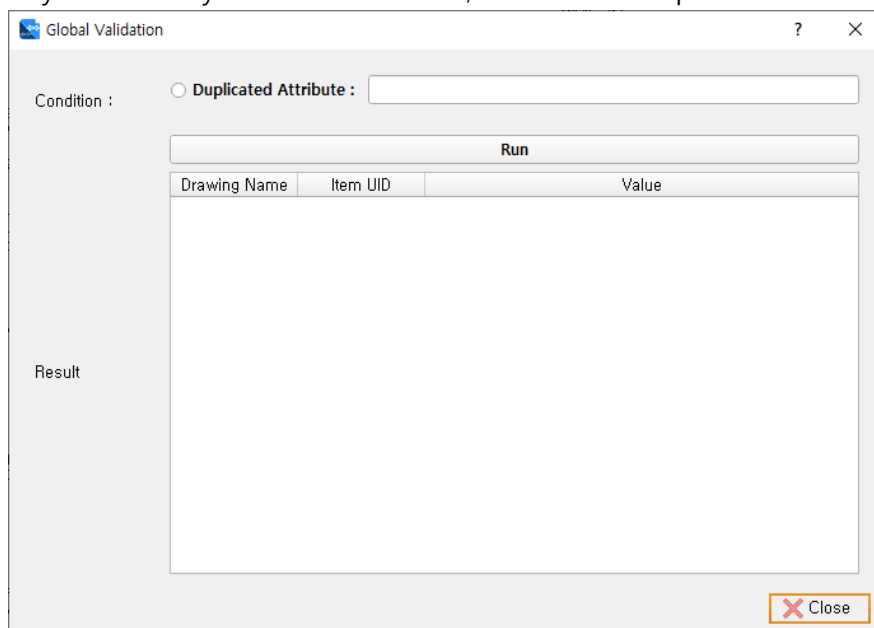 Global Validation
?
Condition :
Duplicated Attribute :
Run
Drawing Name Item UID Value
Result
Close